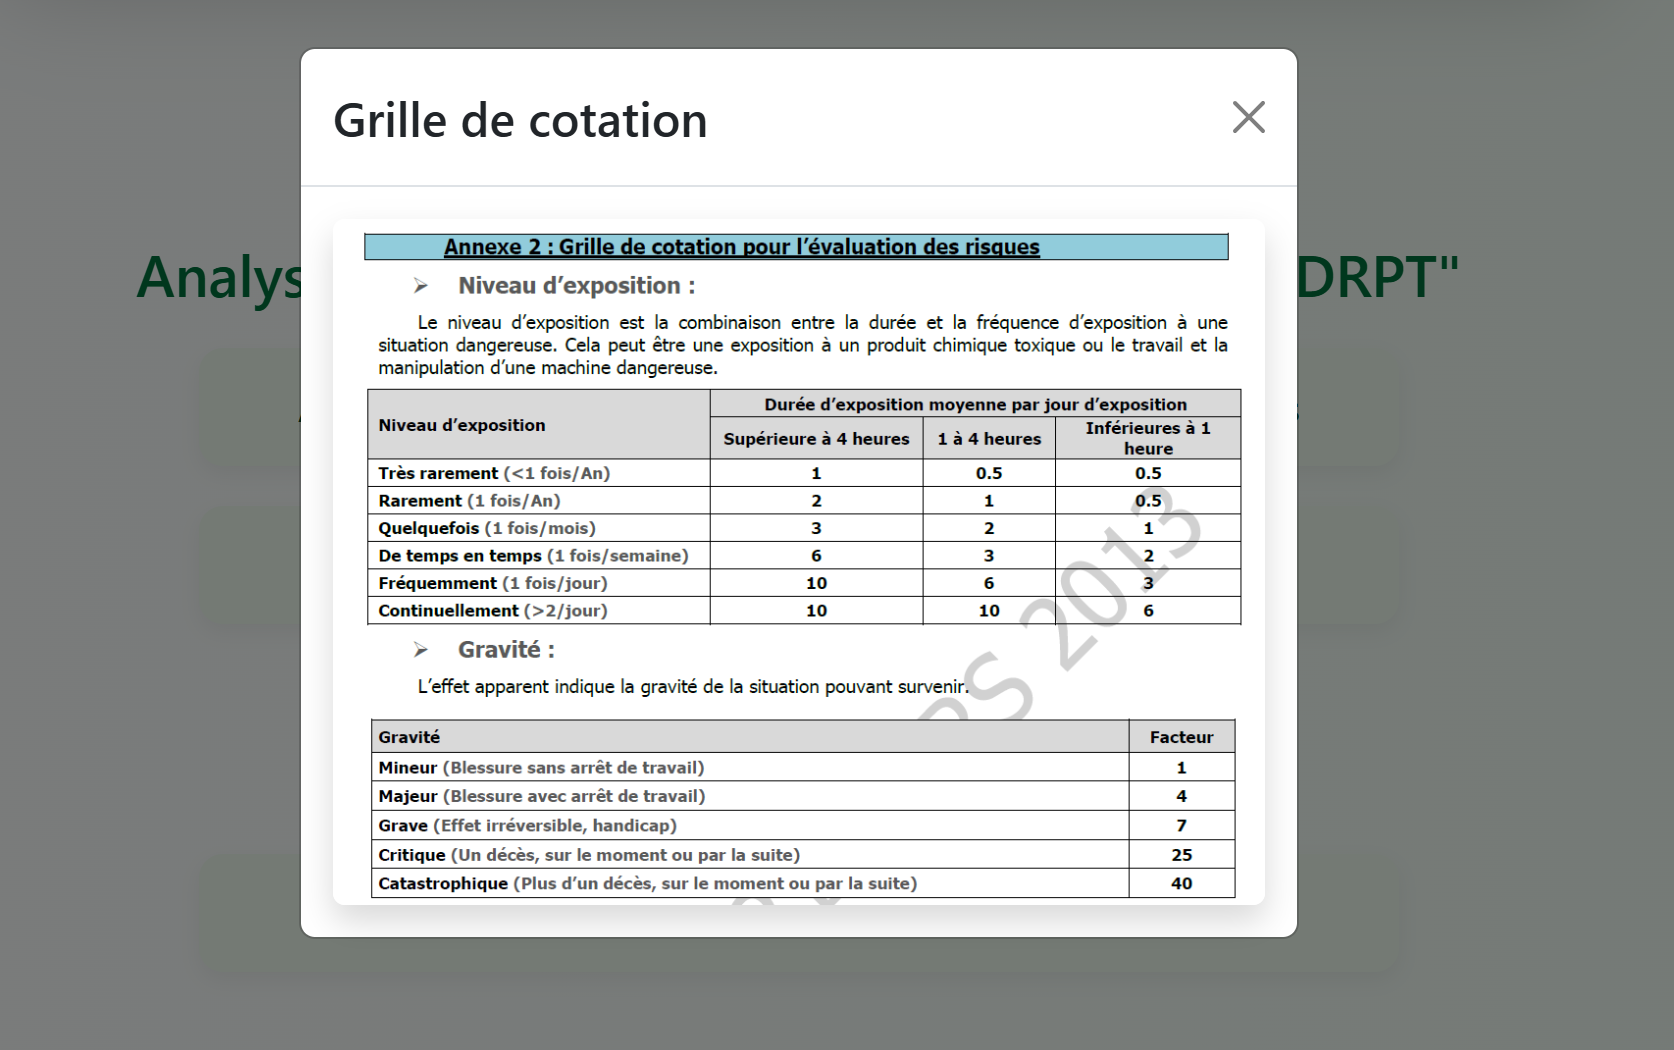 Grille de cotation
Analys
DRPT"
Annexe 2 : Grille de cotation pour l'évaluation des risques
➢ Niveau d'exposition :
Le niveau d'exposition est la combinaison entre la durée et la fréquence d'exposition à une
situation dangereuse. Cela peut être une exposition à un produit chimique toxique ou le travail et la
manipulation d'une machine dangereuse.
Niveau d'exposition
Durée d'exposition moyenne par jour d'exposition
Supérieure à 4 heures 1 à 4 heures Inférieures à 1
heure
Très rarement (<1 fois/An) 1 0.5 0.5
Rarement (1 fois/An) 2 1 0.5
Quelquefois (1 fois/mois) 3 2 1
De temps en temps (1 fois/semaine) 6 3 2
Fréquemment (1 fois/jour) 10 6 3
Continuellement (>2/jour) 10 10 6
➢ Gravité :
L'effet apparent indique la gravité de la situation pouvant survenir.
Gravité Facteur
Mineur (Blessure sans arrêt de travail) 1
Majeur (Blessure avec arrêt de travail) 4
Grave (Effet irréversible, handicap) 7
Critique (Un décès, sur le moment ou par la suite) 25
Catastrophique (Plus d'un décès, sur le moment ou par la suite) 40
PS 2013